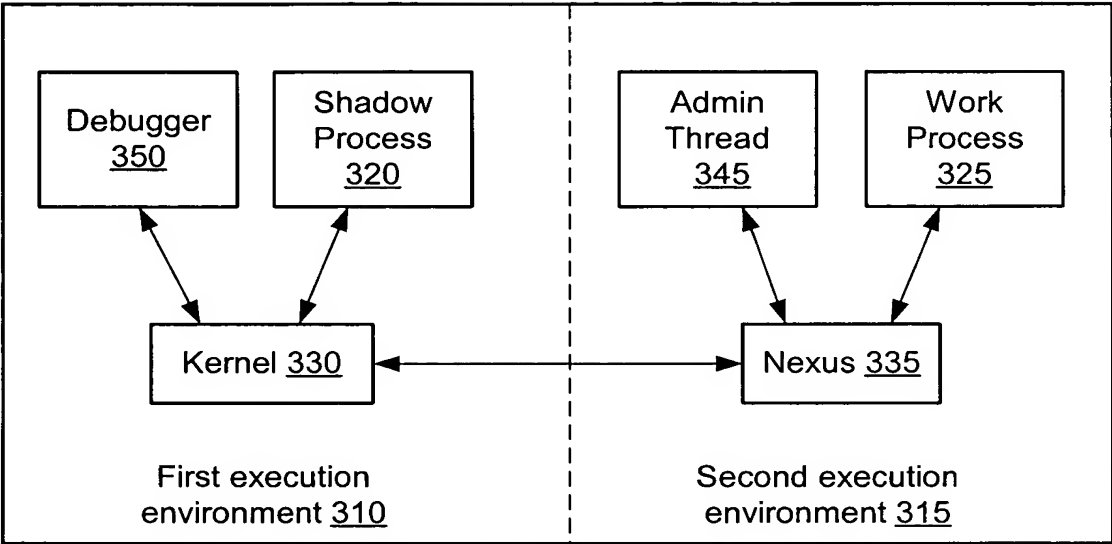 Debugger
350
Shadow
Process
320
Admin
Thread
345
Work
Process
325
Kernel 330
Nexus 335
First execution
environment 310
Second execution
environment 315